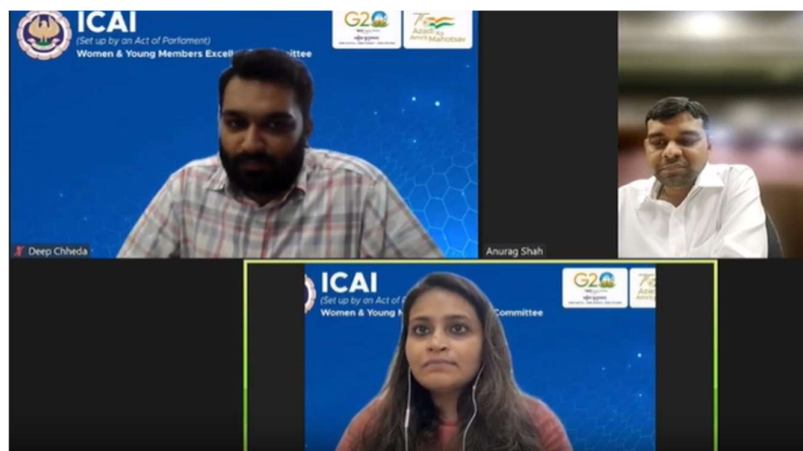 ICAI
(Set up by an Act of Parliament)
Women & Young Members Excellence Committee
G20
Azadi
Ka
Amrit
Mahotsav
Deep Chheda
Anurag Shah
ICAI
(Set up by an Act of
Women & Young Committee
G20